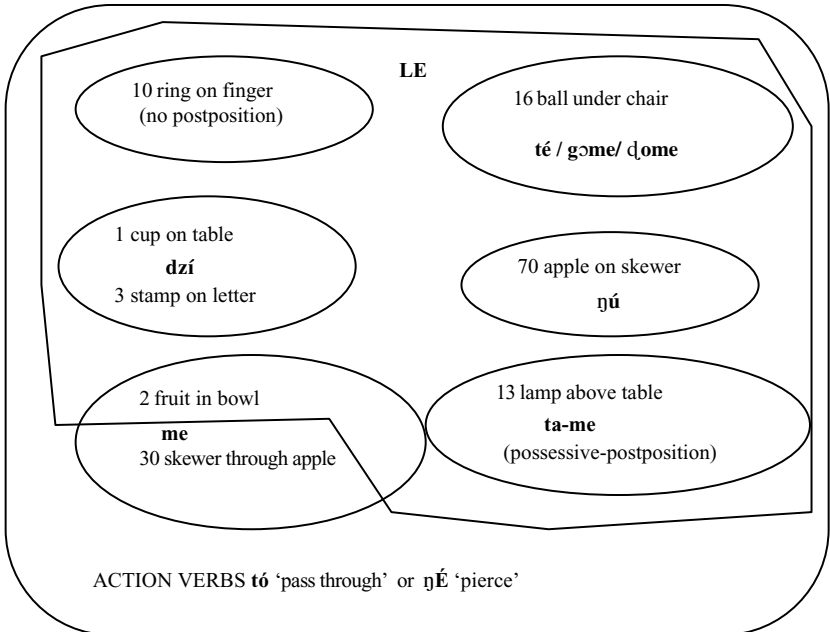 LE
10 ring on finger
(no postposition)
16 ball under chair
té / gɔme/ ɖome
1 cup on table
dzí
3 stamp on letter
70 apple on skewer
ŋú
2 fruit in bowl
me
30 skewer through apple
13 lamp above table
ta-me
(possessive-postposition)
ACTION VERBS tó ‘pass through’ or ŋÉ ‘pierce’